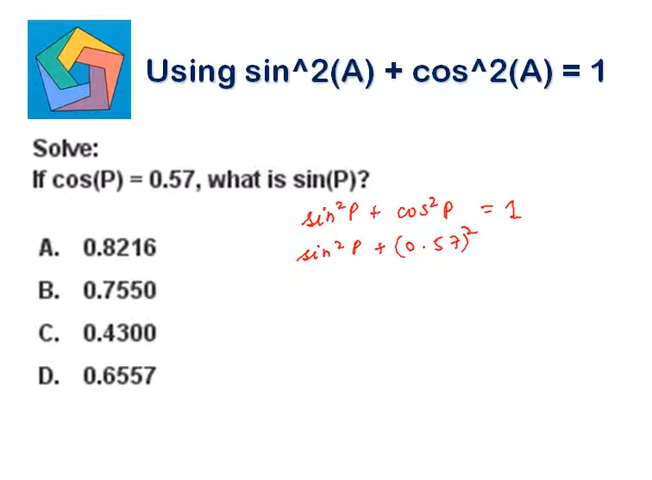 Using sin^2(A) + cos^2(A) = 1
Solve:
If cos(P) = 0.57, what is sin(P)?
sin²P + cos²P = 1
sin²P + (0.57)²
A. 0.8216
B. 0.7550
C. 0.4300
D. 0.6557